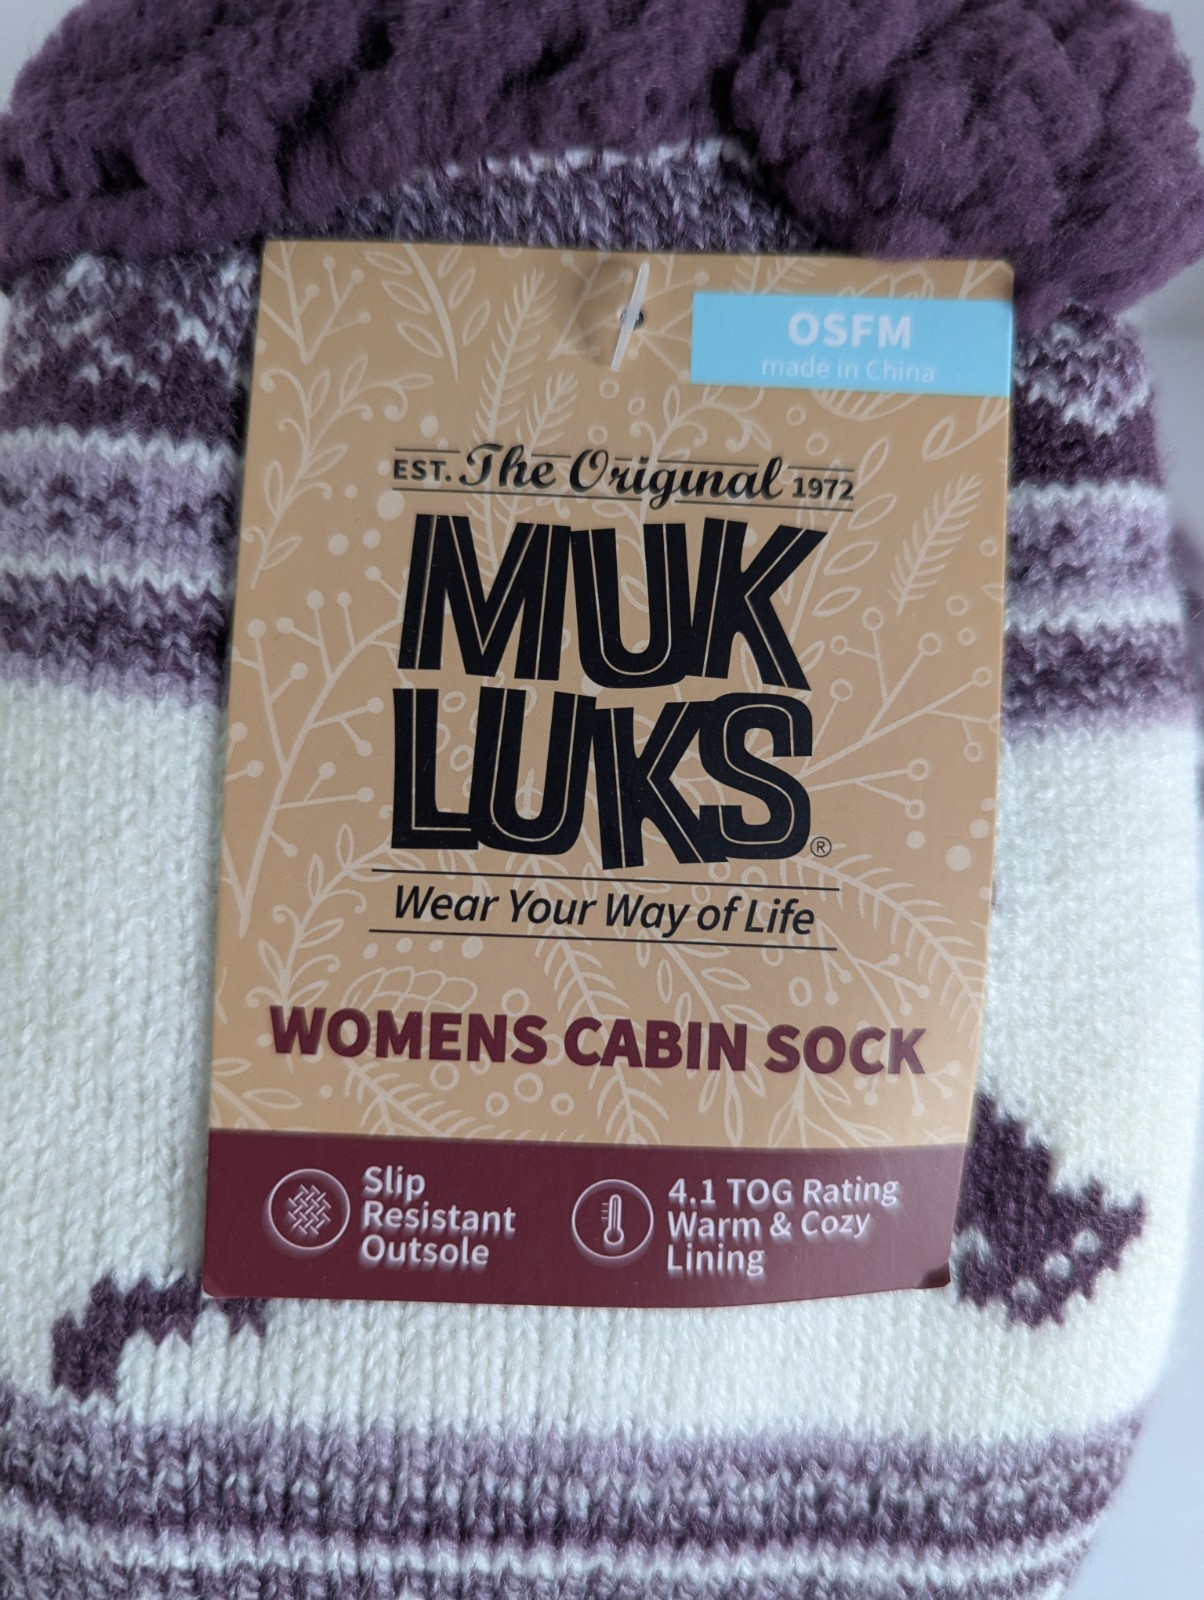 OSFM
made in China
EST. The Original 1972
MUK
LUKS®
Wear Your Way of Life
WOMENS CABIN SOCK
Slip
Resistant
Outsole
4.1 TOG Rating
Warm & Cozy
Lining